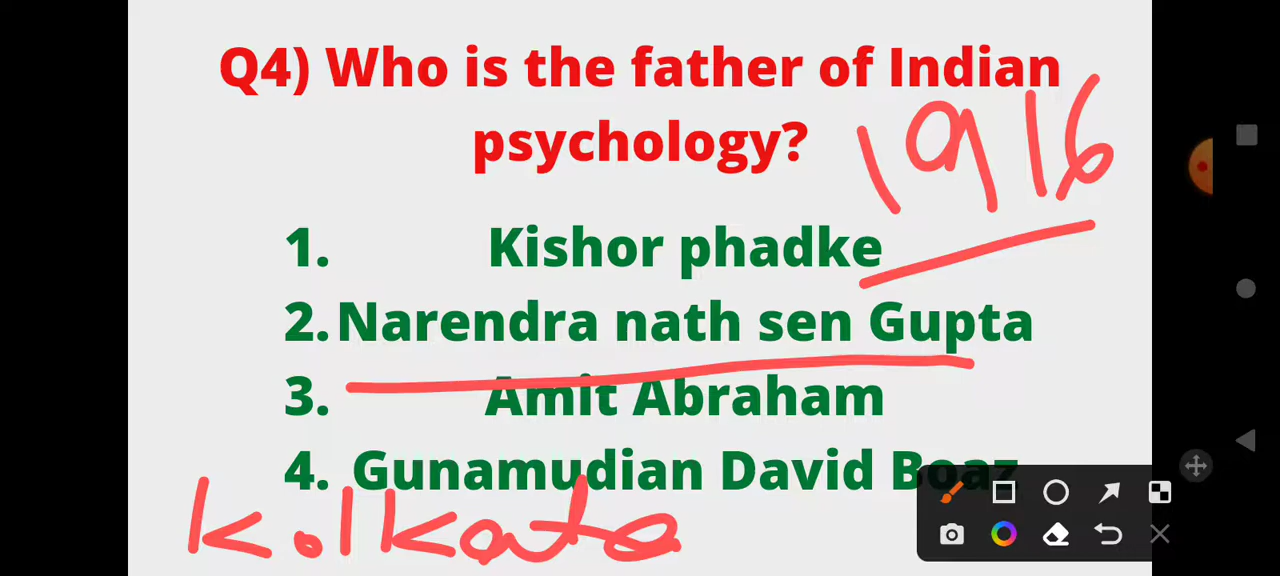 Q4) Who is the father of Indian
psychology?
1916
1. Kishor phadke
2. Narendra nath sen Gupta
3. Amit Abraham
4. Gunamudian David Boaz
Kolkata